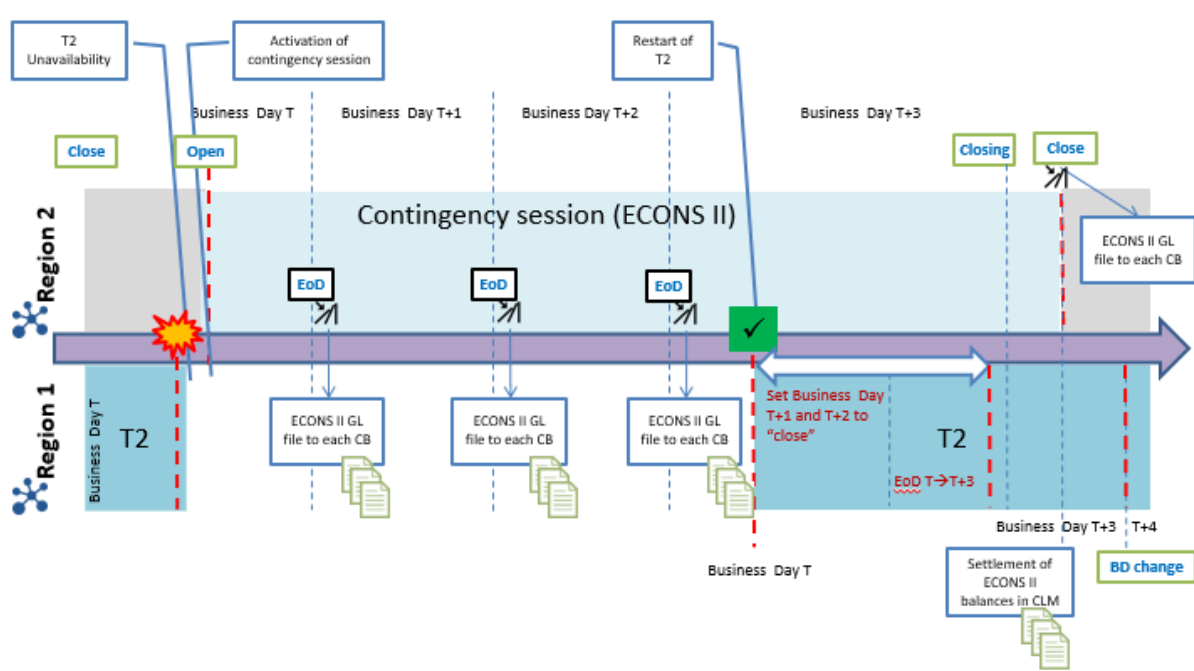 T2
Unavailability
Activation of
contingency session
Restart of
T2
Business Day T
Business Day T+1
Business Day T+2
Business Day T+3
Close
Open
Closing
Close
Region 2
Contingency session (ECONS II)
ECONS II GL
file to each CB
EoD
EoD
EoD
Region 1
Business Day T
T2
ECONS II GL
file to each CB
ECONS II GL
file to each CB
ECONS II GL
file to each CB
Set Business Day
T+1 and T+2 to
“close”
T2
EoD T→T+3
Business Day T+3
T+4
Business Day T
Settlement of
ECONS II
balances in CLM
BD change